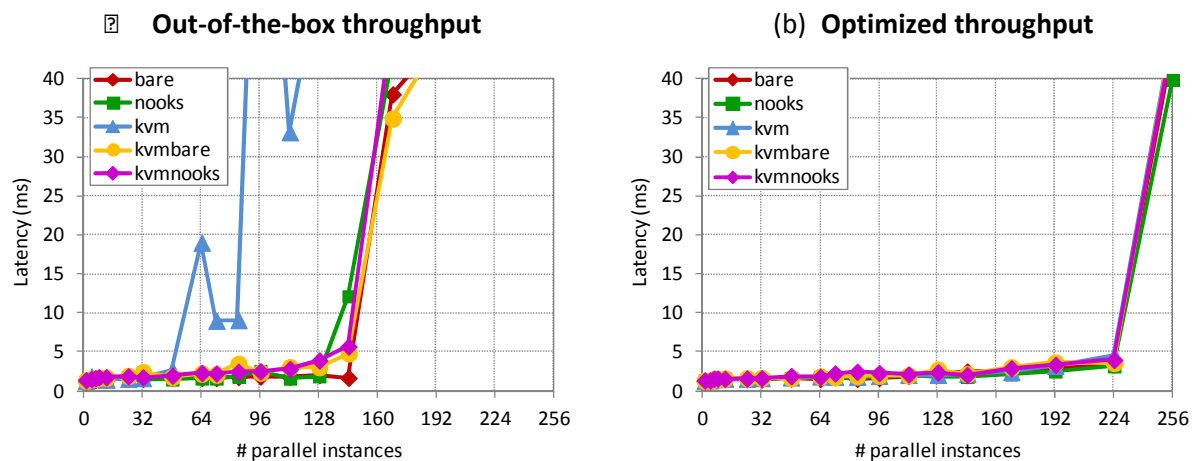 Out-of-the-box throughput
40
35
30
25
20
15
10
5
0
Latency (ms)
bare
nooks
kvm
kvmbare
kvmnooks
0 32 64 96 128 160 192 224 256
# parallel instances
(b) Optimized throughput
40
35
30
25
20
15
10
5
0
Latency (ms)
bare
nooks
kvm
kvmbare
kvmnooks
0 32 64 96 128 160 192 224 256
# parallel instances